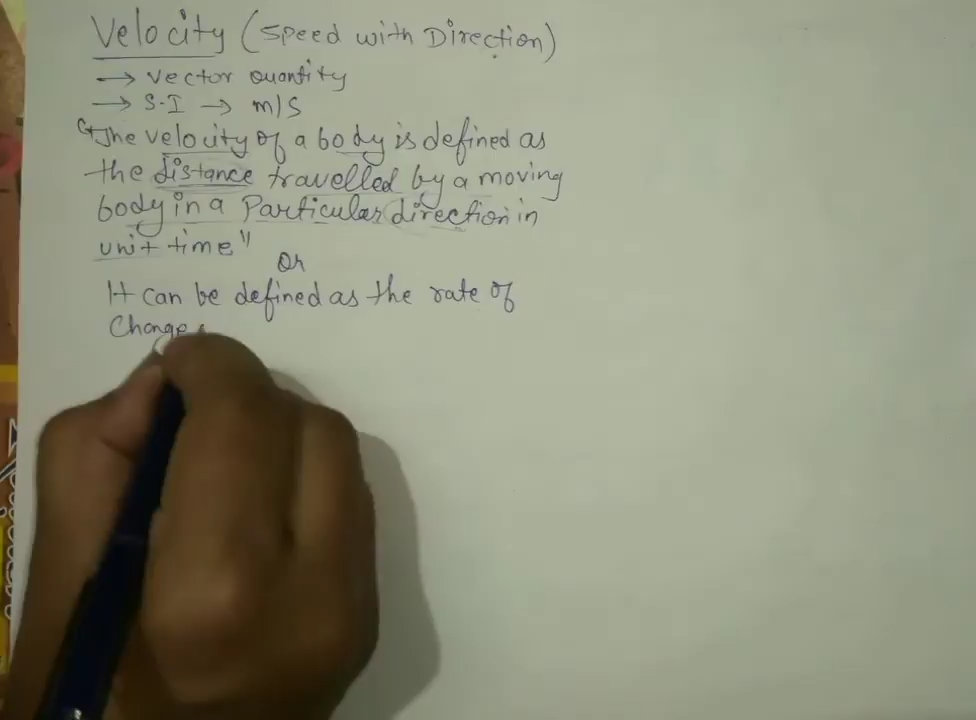 Velocity (Speed with Direction)
→ Vector quantity
→ S.I → m/s
"The velocity of a body is defined as
the distance travelled by a moving
body in a Particular direction in
unit time"
or
It can be defined as the rate of
Change